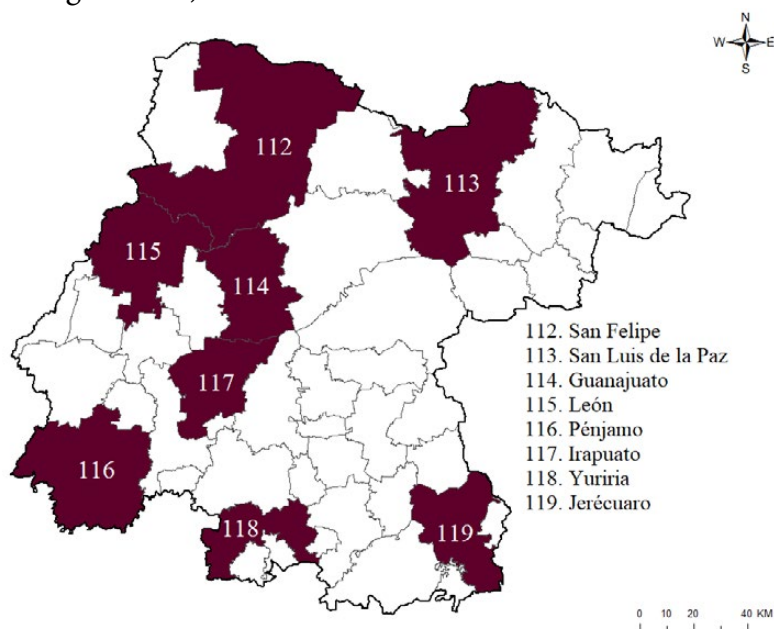 N
W E
S
112
113
115
114
117
116
118
119
112. San Felipe
113. San Luis de la Paz
114. Guanajuato
115. León
116. Pénjamo
117. Irapuato
118. Yuriria
119. Jerécuaro
0 10 20 40 KM